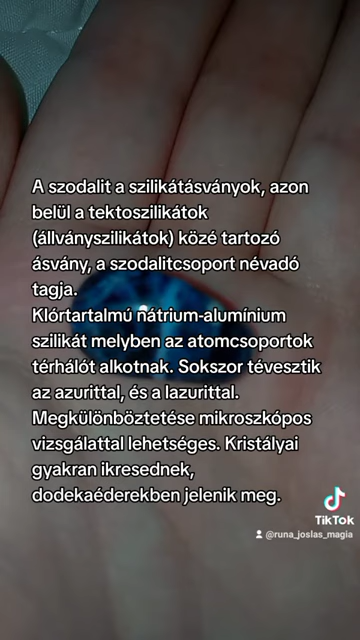 A szodalit a szilikátásványok, azon
belül a tektoszilikátok
(állványszilikátok) közé tartozó
ásvány, a szodalitcsoport névadó
tagja.
Klórtartalmú nátrium-alumínium
szilikát melyben az atomcsoportok
térhálót alkotnak. Sokszor tévesztik
az azurittal, és a lazurittal.
Megkülönböztetése mikroszkópos
vizsgálattal lehetséges. Kristályai
gyakran ikresednek,
dodekaéderekben jelenik meg.
TikTok
@runa_joslas_magia